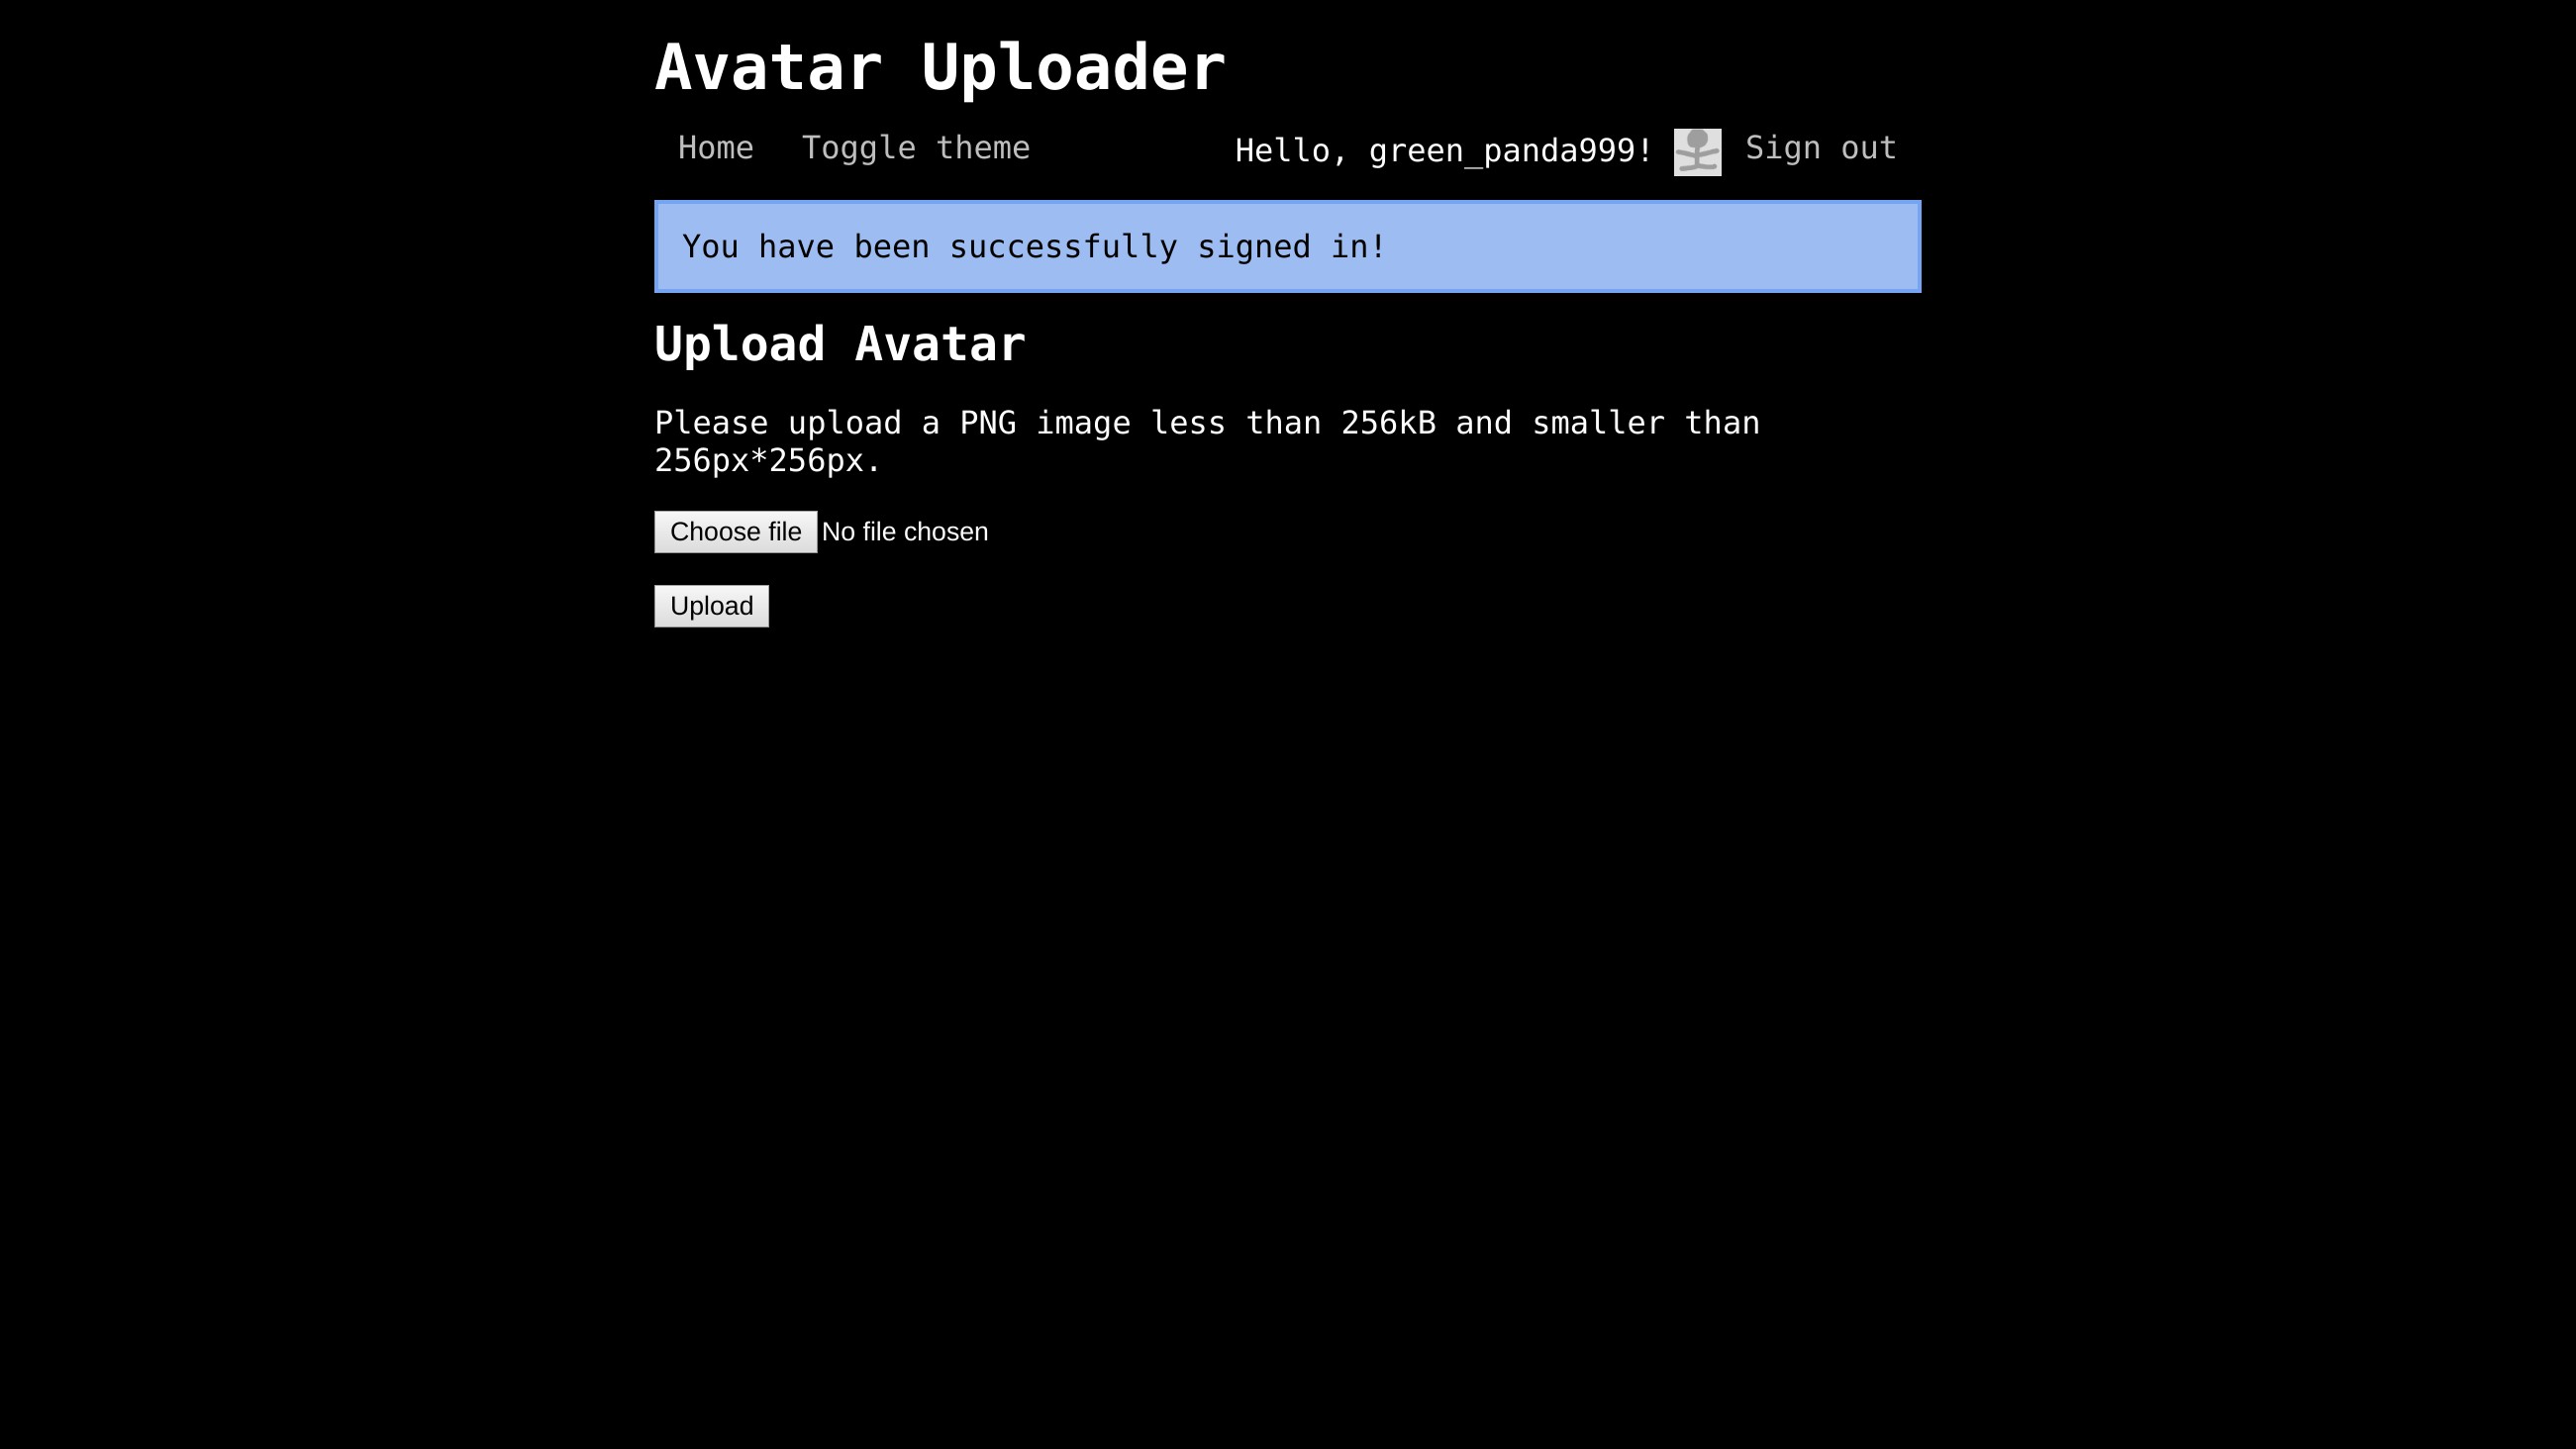 Avatar Uploader
Home Toggle theme Hello, green_panda999! Sign out
You have been successfully signed in!
Upload Avatar
Please upload a PNG image less than 256kB and smaller than
256px*256px.
Choose file No file chosen
Upload